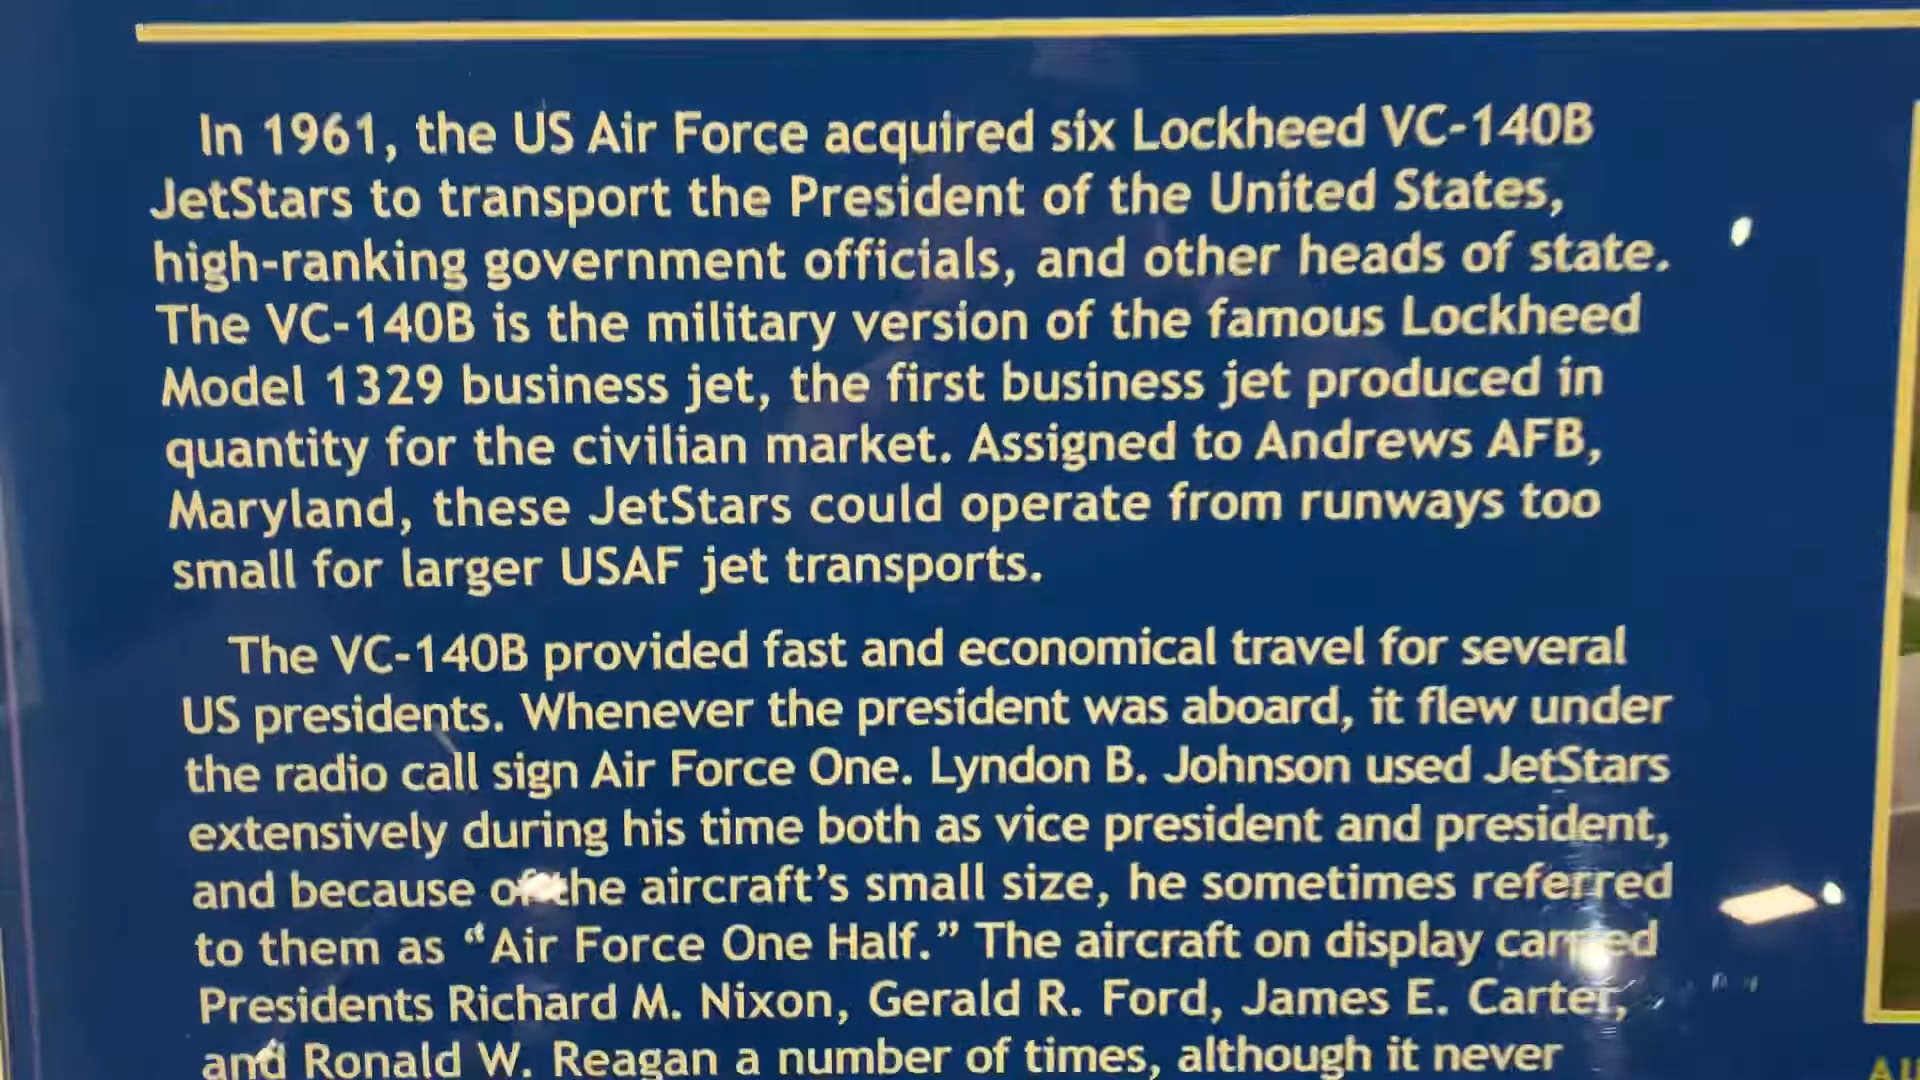 In 1961, the US Air Force acquired six Lockheed VC-140B
JetStars to transport the President of the United States,
high-ranking government officials, and other heads of state.
The VC-140B is the military version of the famous Lockheed
Model 1329 business jet, the first business jet produced in
quantity for the civilian market. Assigned to Andrews AFB,
Maryland, these JetStars could operate from runways too
small for larger USAF jet transports.
The VC-140B provided fast and economical travel for several
US presidents. Whenever the president was aboard, it flew under
the radio call sign Air Force One. Lyndon B. Johnson used JetStars
extensively during his time both as vice president and president,
and because of the aircraft's small size, he sometimes referred
to them as “Air Force One Half.” The aircraft on display carried
Presidents Richard M. Nixon, Gerald R. Ford, James E. Carter,
and Ronald W. Reagan a number of times, although it never